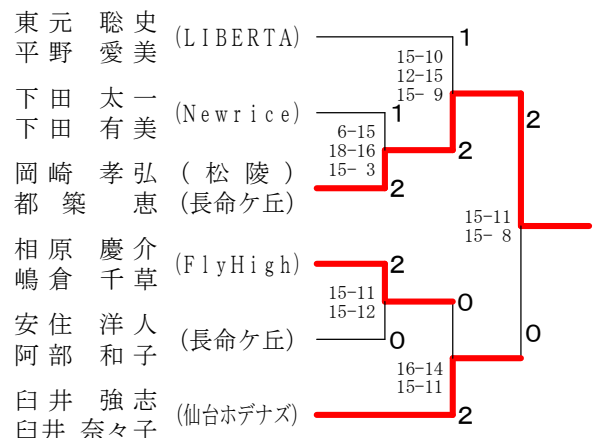 東元 聡史
平野 愛美
(LIBERTA)
1
15-10
12-15
15- 9
下田 太一
下田 有美
(Newrice)
1
6-15
18-16
15- 3
2
2
岡崎 孝弘 (松陵)
都築 恵 (長命ケ丘)
2
15-11
15- 8
相原 慶介
嶋倉 千草
(FlyHigh)
2
0
15-11
15-12
安住 洋人
阿部 和子
(長命ケ丘)
0
0
16-14
15-11
臼井 強志
臼井 奈々子
(仙台ホデナズ)
2